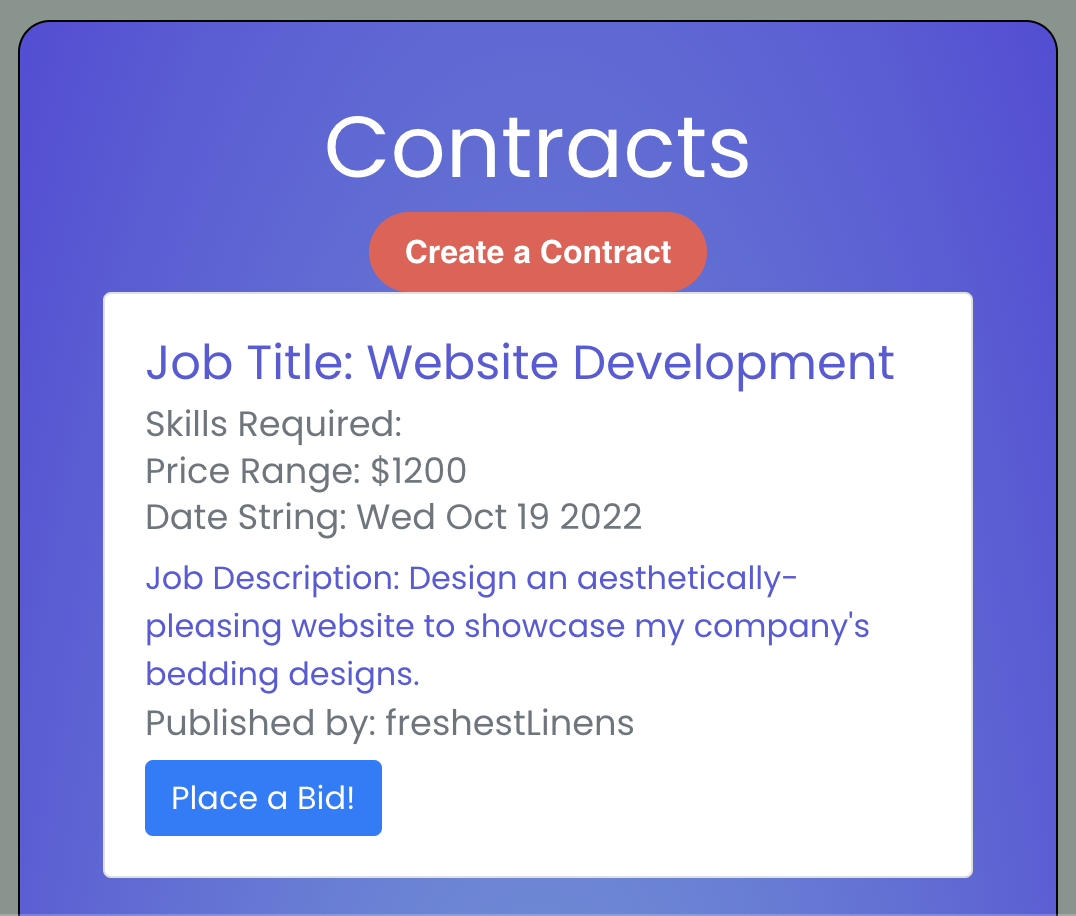 Contracts
Create a Contract
Job Title: Website Development
Skills Required:
Price Range: $1200
Date String: Wed Oct 19 2022
Job Description: Design an aesthetically-
pleasing website to showcase my company's
bedding designs.
Published by: freshestLinens
Place a Bid!